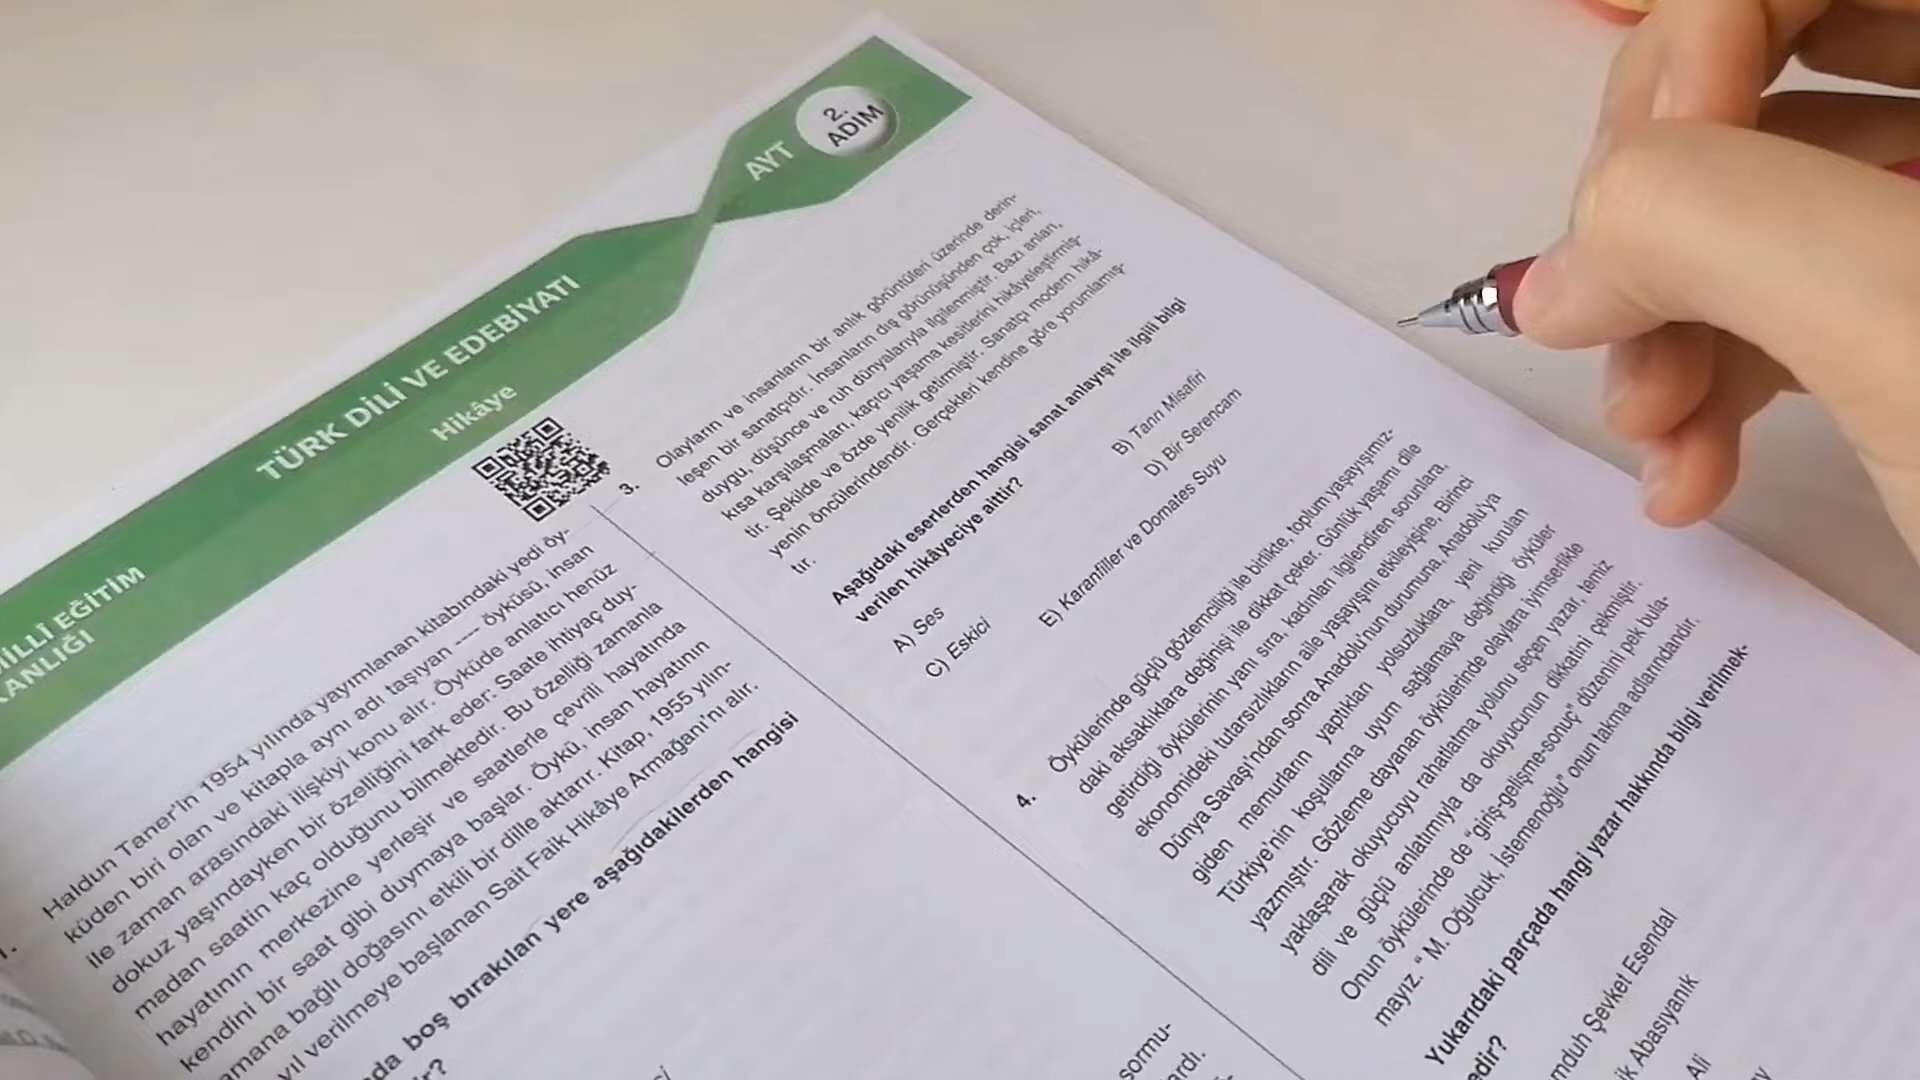 MİLLÎ EĞİTİM
KANLIĞI
TÜRK DİLİ VE EDEBİYATI
Hikâye
AYT
2.
ADIM
1.
Haldun Taner'in 1954 yılında yayımlanan kitabındaki yedi öy-
küden biri olan ve kitapla aynı adı taşıyan ---- öyküsü, insan
ile zaman arasındaki ilişkiyi konu alır. Öyküde anlatıcı henüz
dokuz yaşındayken bir özelliğini fark eder: Saate ihtiyaç duy-
madan saatin kaç olduğunu bilmektedir. Bu özelliği zamanla
hayatının merkezine yerleşir ve saatlerle çevrili hayatında
kendini bir saat gibi duymaya başlar. Öykü, insan hayatının
amana bağlı doğasını etkili bir dille aktarır. Kitap, 1955 yılın-
yıl verilmeye başlanan Sait Faik Hikâye Armağanı'nı alır.
da boş bırakılan yere aşağıdakilerden hangisi
r?
3.
Olayların ve insanların bir anlık görüntüleri üzerinde derin-
leşen bir sanatçıdır. İnsanların dış görünüşünden çok, içleri,
duygu, düşünce ve ruh dünyalarıyla ilgilenmiştir. Bazı anları,
kısa karşılaşmaları, kaçıcı yaşama kesitlerini hikâyeleştirmiş-
tir. Şekilde ve özde yenilik getirmiştir. Sanatçı modern hikâ-
yenin öncülerindendir. Gerçekleri kendine göre yorumlamış-
tır.
Aşağıdaki eserlerden hangisi sanat anlayışı ile ilgili bilgi
verilen hikâyeciye aittir?
A) Ses
B) Tanrı Misafiri
C) Eskici
D) Bir Serencam
E) Karanfiller ve Domates Suyu
4.
Öykülerinde güçlü gözlemciliği ile birlikte, toplum yaşayışımız-
daki aksaklıklara değinişi ile dikkat çeker. Günlük yaşamı dile
getirdiği öykülerinin yanı sıra, kadınları ilgilendiren sorunlara,
ekonomideki tutarsızlıkların aile yaşayışını etkileyişine, Birinci
Dünya Savaşı'ndan sonra Anadolu'nun durumuna, Anadolu'ya
giden memurların yaptıkları yolsuzluklara, yeni kurulan
Türkiye'nin koşullarına uyum sağlamaya değindiği öyküler
yazmıştır. Gözleme dayanan öykülerinde olaylara iyimserlikle
yaklaşarak okuyucuyu rahatlatma yolunu seçen yazar, temiz
dili ve güçlü anlatımıyla da okuyucunun dikkatini çekmiştir.
Onun öykülerinde de "giriş-gelişme-sonuç" düzenini pek bula-
mayız. " M. Oğulcuk, İstemenoğlu" onun takma adlarındandır.
Yukarıdaki parçada hangi yazar hakkında bilgi verilmek-
edir?
mduh Şevket Esendal
ik Abasıyanık
Ali
sormu-
ardı.